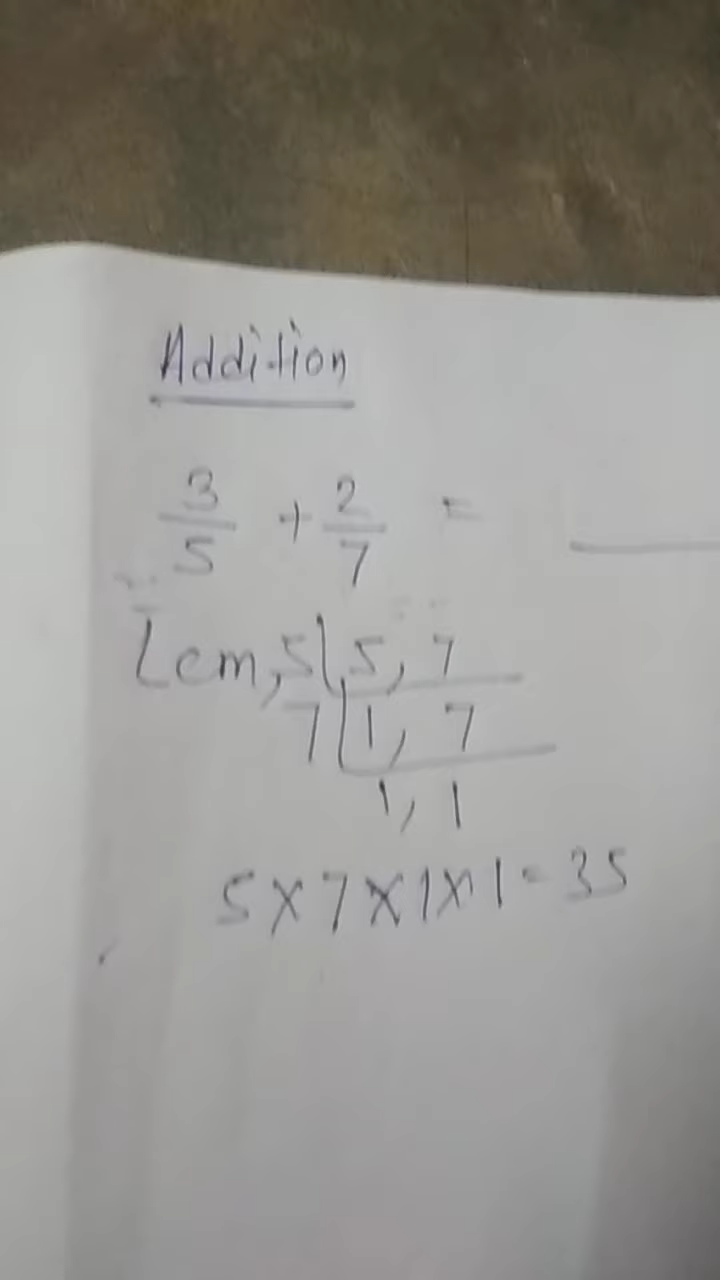 Addition
3/5 + 2/7 =
Lcm, 5 | 5, 7
7 | 1, 7
1, 1
5 × 7 × 1 × 1 = 35